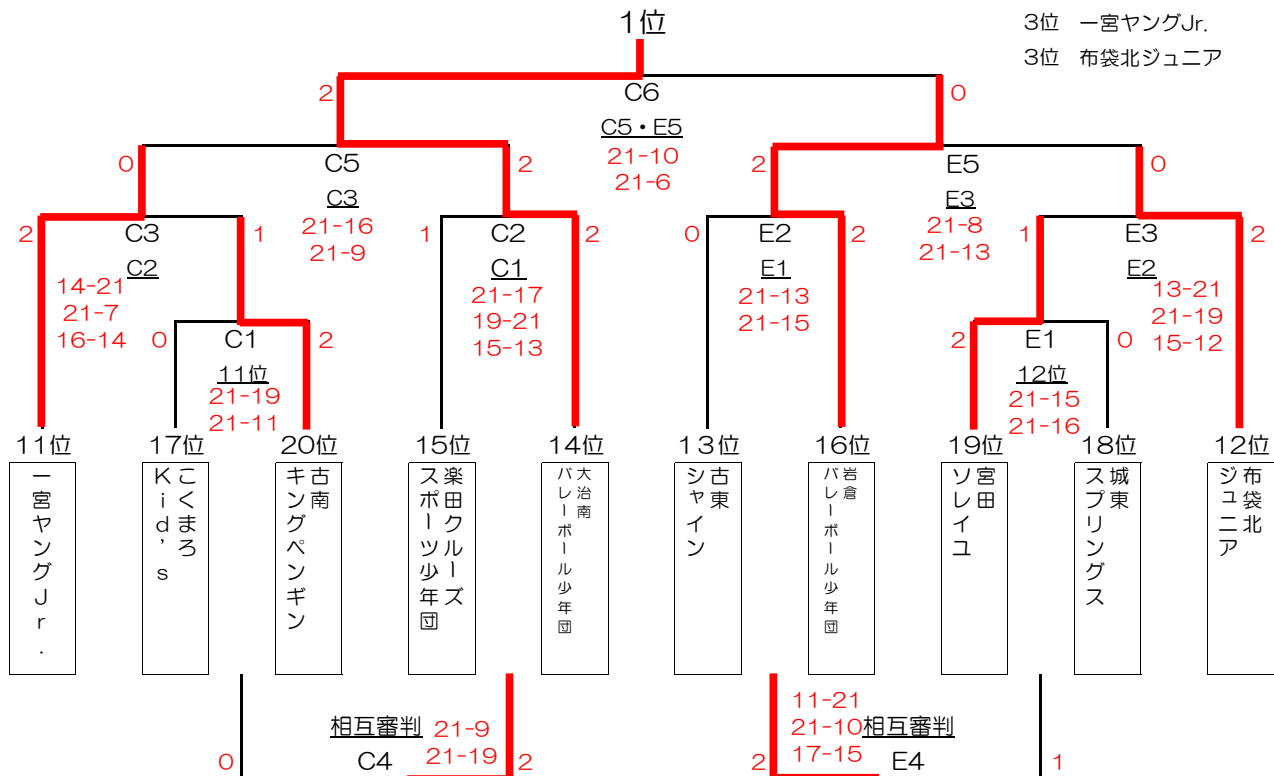 1位
3位 一宮ヤングJr.
3位 布袋北ジュニア
2
C6
0
C5・E5
21-10
21-6
0
C5
2
C3
21-16
21-9
2
E5
0
E3
21-8
21-13
2
C3
1
C2
14-21
21-7
16-14
1
C2
2
C1
21-17
19-21
15-13
0
E2
2
E1
21-13
21-15
1
E3
2
E2
13-21
21-19
15-12
0
C1
2
11位
21-19
21-11
2
E1
0
12位
21-15
21-16
11位
17位
20位
15位
14位
13位
16位
19位
18位
12位
一宮ヤングJr.
こくまろ
Kid's
古南
キングペンギン
楽田クルーズ
スポーツ少年団
大治南
バレーボール少年団
古東
シャイン
岩倉
バレーボール少年団
宮田
ソレイユ
城東
スプリングス
布袋北
ジュニア
相互審判
21-9
21-19
0
C4
2
11-21
21-10
17-15
相互審判
2
E4
1